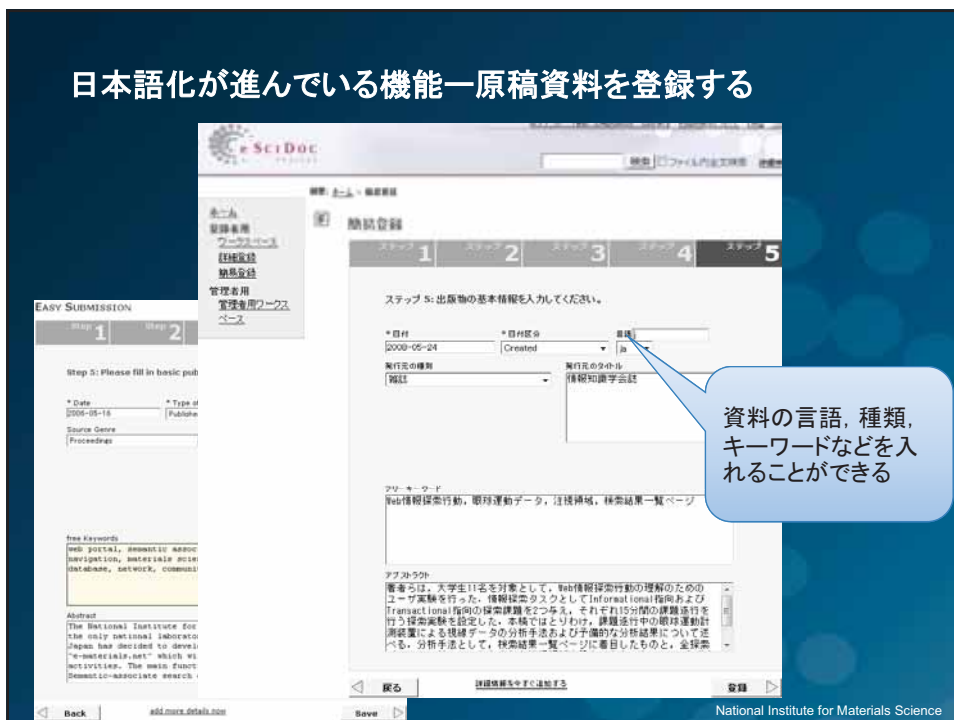 日本語化が進んでいる機能―原稿資料を登録する
eSciDoc
検索 □ファイル内全文検索
ホーム
登録者用
ワークスペース
詳細登録
簡易登録
管理者用
管理者用ワークス
ペース
簡易登録
ステップ 1 ステップ 2 ステップ 3 ステップ 4 ステップ 5
ステップ 5: 出版物の基本情報を入力してください。
* 日付 * 日付区分 言語
2008-05-24 Created ja
発行元の種別 発行元のタイトル
雑誌 情報知識学会誌
フリーキーワード
Web情報探索行動, 眼球運動データ, 注視領域, 検索結果一覧ページ
アブストラクト
著者らは, 大学生11名を対象として, Web情報探索行動の理解のための
ユーザ実験を行った. 情報探索タスクとしてInformational指向および
Transactional指向の探索課題を2つ与え, それぞれ15分間の課題遂行を
行う探索実験を設定した. 本稿ではとりわけ, 課題遂行中の眼球運動計
測装置による視線データの分析手法および予備的な分析結果について述
べる. 分析手法として, 検索結果一覧ページに着目したものと, 全探索
戻る 詳細情報を今すぐ追加する 登録
資料の言語, 種類,
キーワードなどを入
れることができる
EASY SUBMISSION
Step 1 Step 2
Step 5: Please fill in basic pub
* Date * Type of
2006-05-16 Publishe
Source Genre
Proceedings
free Keywords
web portal, semantic assoc
navigation, materials scie
database, network, communi
Abstract
The National Institute for
the only national laborato
Japan has decided to devel
"e-materials.net" which wi
activities. The main funct
Semantic-associate search
Back add more details now Save
National Institute for Materials Science